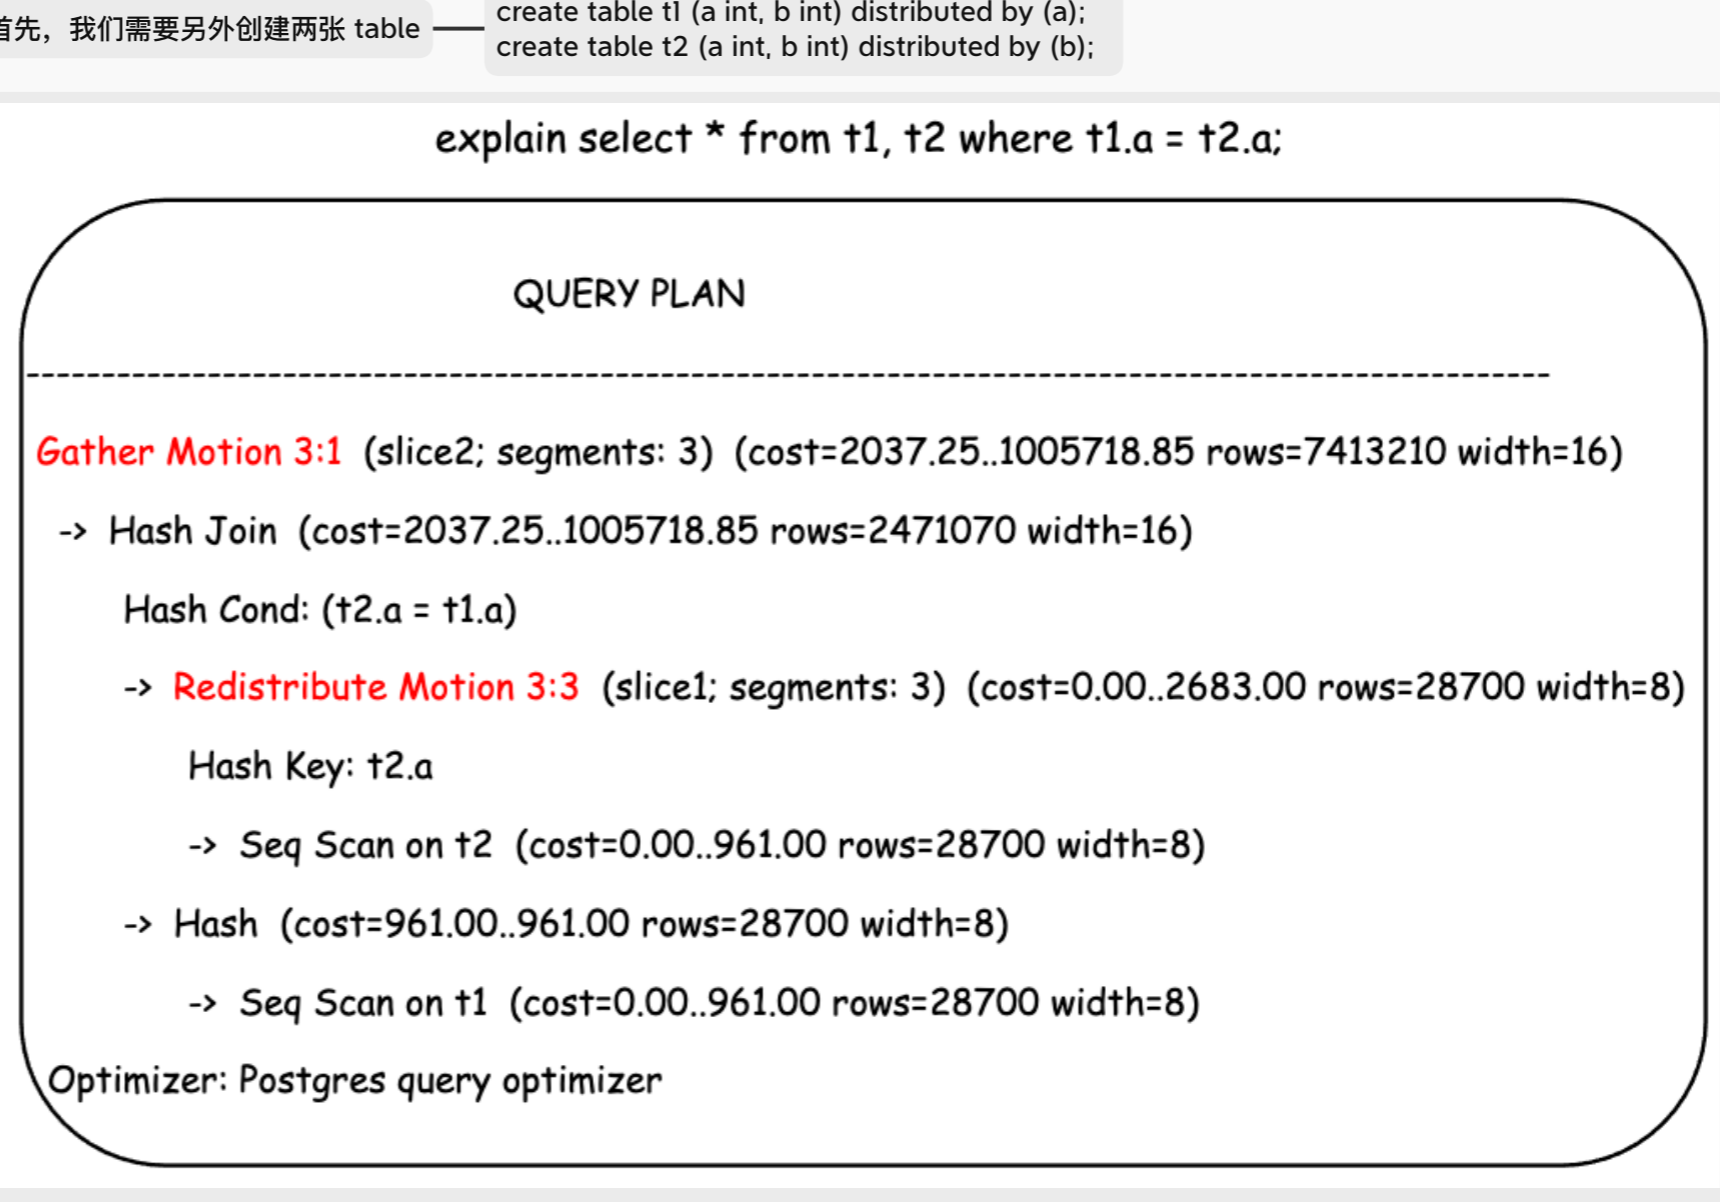 首先，我们需要另外创建两张 table
create table t1 (a int, b int) distributed by (a);
create table t2 (a int, b int) distributed by (b);
explain select * from t1, t2 where t1.a = t2.a;
QUERY PLAN
-----------------------------------------------------------------------------------------------------
Gather Motion 3:1 (slice2; segments: 3) (cost=2037.25..1005718.85 rows=7413210 width=16)
-> Hash Join (cost=2037.25..1005718.85 rows=2471070 width=16)
Hash Cond: (t2.a = t1.a)
-> Redistribute Motion 3:3 (slice1; segments: 3) (cost=0.00..2683.00 rows=28700 width=8)
Hash Key: t2.a
-> Seq Scan on t2 (cost=0.00..961.00 rows=28700 width=8)
-> Hash (cost=961.00..961.00 rows=28700 width=8)
-> Seq Scan on t1 (cost=0.00..961.00 rows=28700 width=8)
Optimizer: Postgres query optimizer